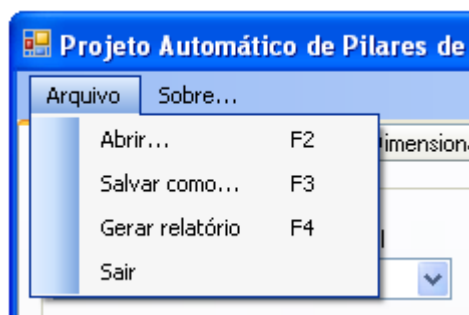 Projeto Automático de Pilares de
Arquivo Sobre...
Abrir... F2
Salvar como... F3
Gerar relatório F4
Sair